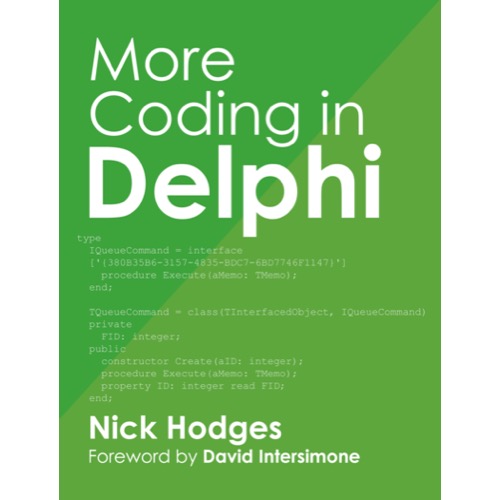 More
Coding in
Delphi
type
IQueueCommand = interface
['{380B35B6-3157-4835-BDC7-6BD7746F1147}']
procedure Execute(aMemo: TMemo);
end;
TQueueCommand = class(TInterfacedObject, IQueueCommand)
private
FID: integer;
public
constructor Create(aID: integer);
procedure Execute(aMemo: TMemo);
property ID: integer read FID;
end;
Nick Hodges
Foreword by David Intersimone